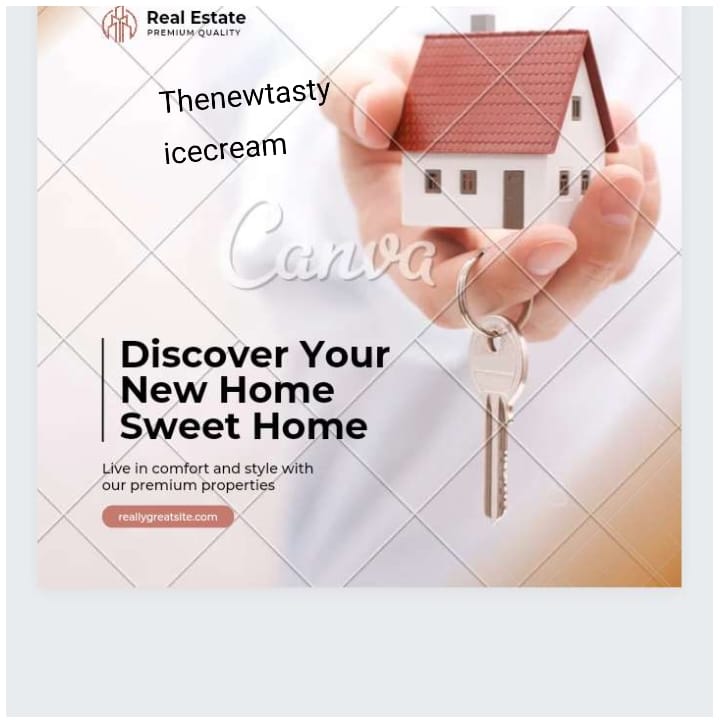 Real Estate
PREMIUM QUALITY
Thenewtasty
icecream
Canva
Discover Your
New Home
Sweet Home
Live in comfort and style with
our premium properties
reallygreatsite.com